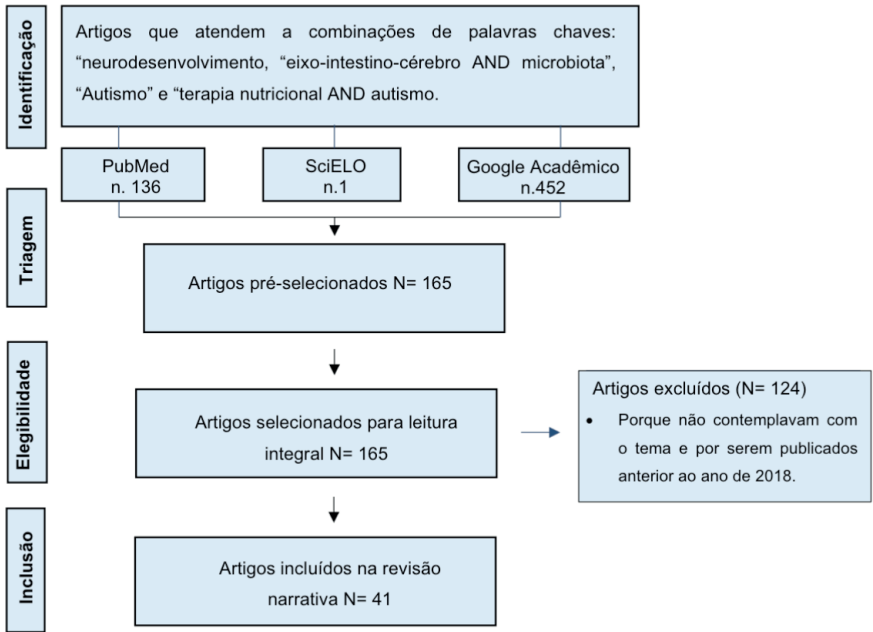 Identificação
Artigos que atendem a combinações de palavras chaves:
“neurodesenvolvimento, “eixo-intestino-cérebro AND microbiota”,
“Autismo” e “terapia nutricional AND autismo.
PubMed
n. 136
SciELO
n.1
Google Acadêmico
n.452
Triagem
Artigos pré-selecionados N= 165
Elegibilidade
Artigos selecionados para leitura
integral N= 165
Artigos excluídos (N= 124)
• Porque não contemplavam com
o tema e por serem publicados
anterior ao ano de 2018.
Inclusão
Artigos incluídos na revisão
narrativa N= 41